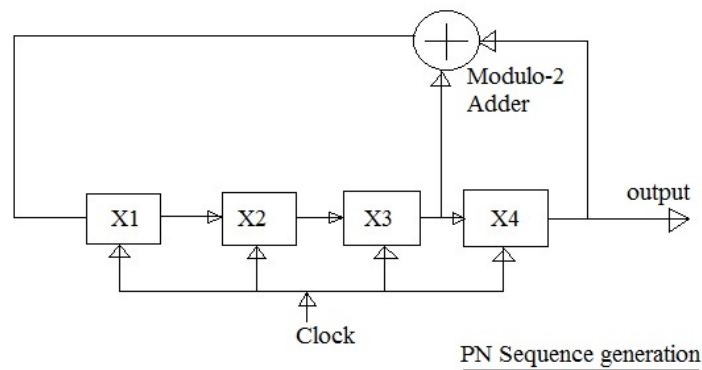 Modulo-2
Adder
X1
X2
X3
X4
output
Clock
PN Sequence generation